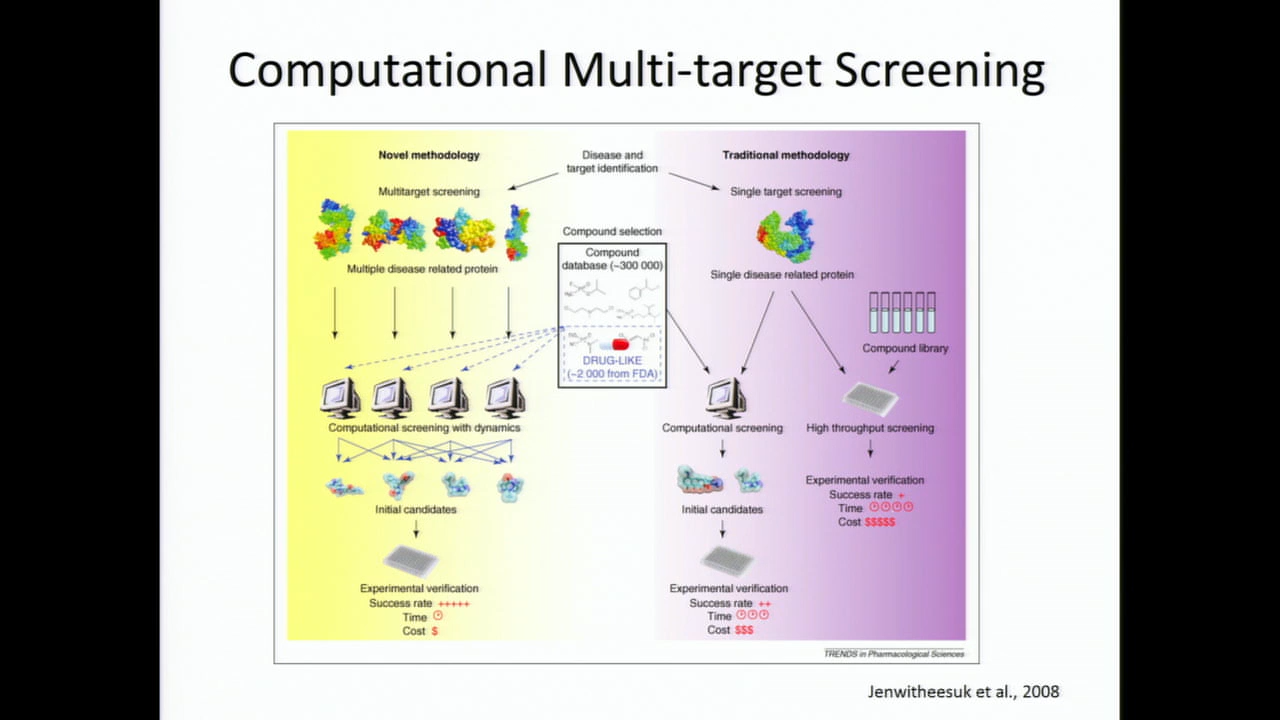 Computational Multi-target Screening
Novel methodology
Disease and
target identification
Traditional methodology
Multitarget screening
Single target screening
Compound selection
Compound
database (~300 000)
Multiple disease related protein
Single disease related protein
Compound library
DRUG-LIKE
(~2 000 from FDA)
Computational screening with dynamics
Computational screening
High throughput screening
Initial candidates
Initial candidates
Experimental verification
Success rate +
Time
Cost $$$$$
Experimental verification
Success rate +++++
Time
Cost $
Experimental verification
Success rate ++
Time
Cost $$$
TRENDS in Pharmacological Sciences
Jenwitheesuk et al., 2008